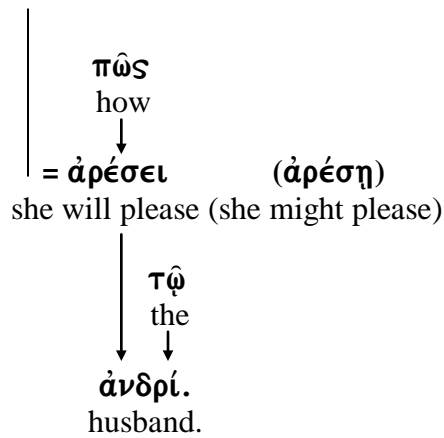 πῶς
how
= ἀρέσει (ἀρέσῃ)
she will please (she might please)
τῷ
the
ἀνδρί.
husband.